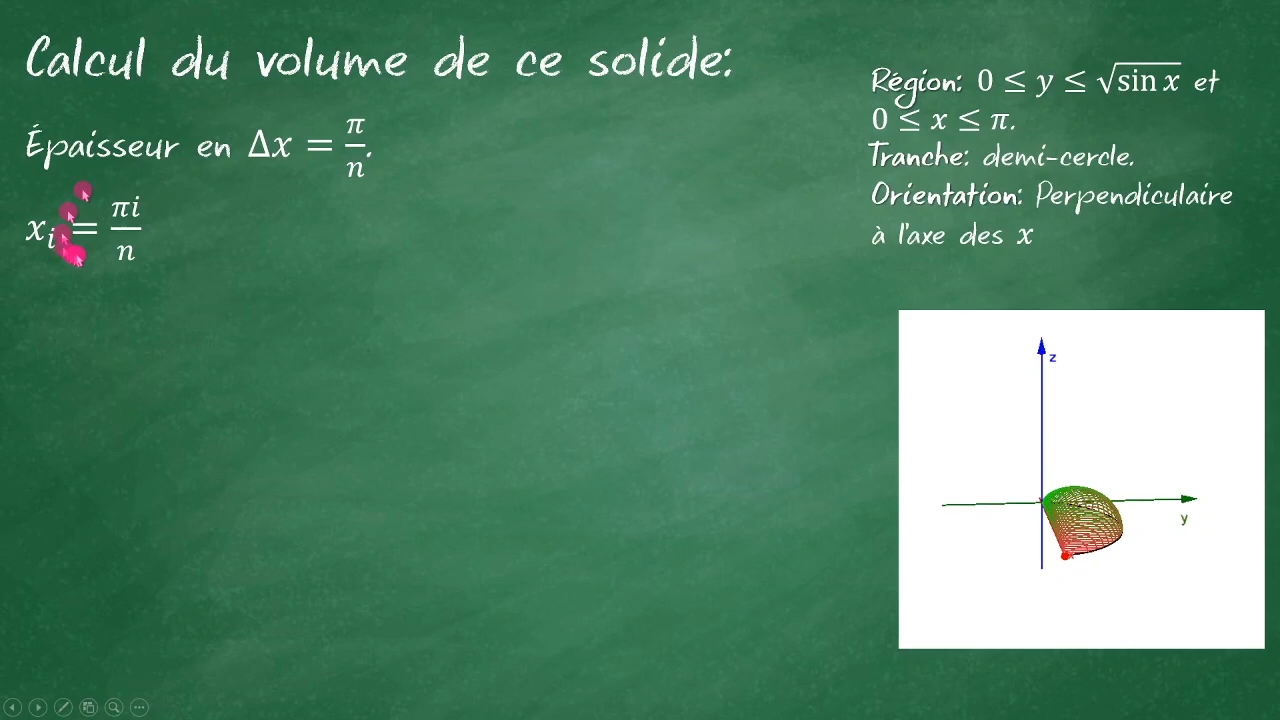 Calcul du volume de ce solide:
Épaisseur en Δx = π/n.
xᵢ = πi/n
Région: 0 ≤ y ≤ √sin x et
0 ≤ x ≤ π.
Tranche: demi-cercle.
Orientation: Perpendiculaire
à l'axe des x
z
y